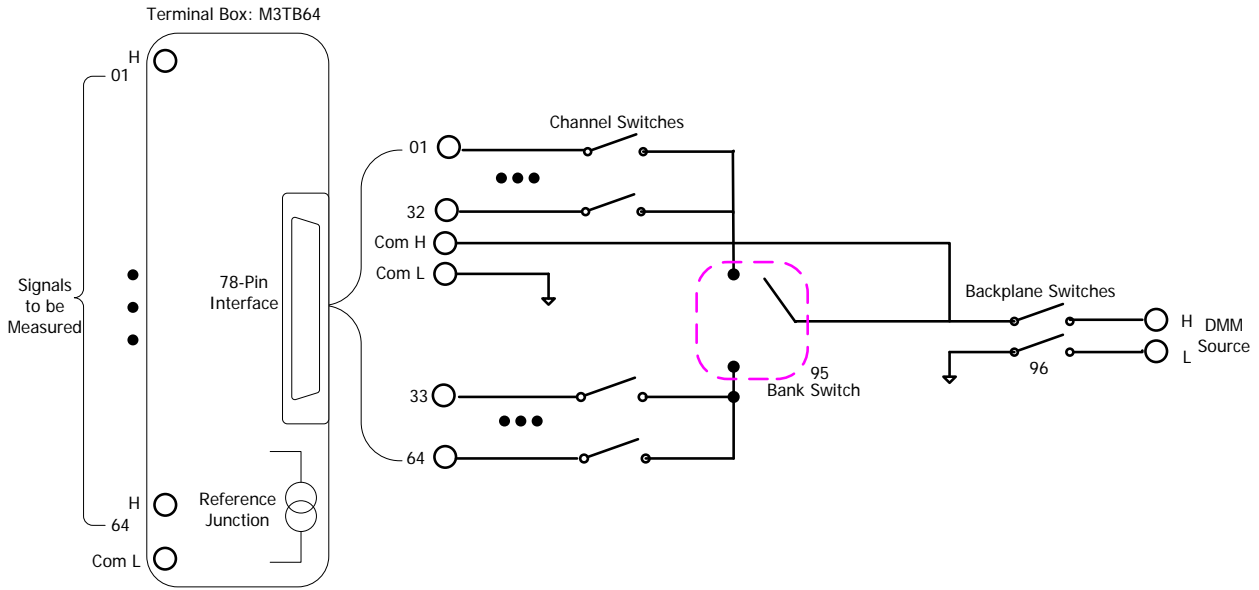 Terminal Box: M3TB64
H
01
Signals
to be
Measured
78-Pin
Interface
H
64
Reference
Junction
Com L
Channel Switches
01
32
Com H
Com L
33
64
95
Bank Switch
Backplane Switches
96
H
L
DMM
Source